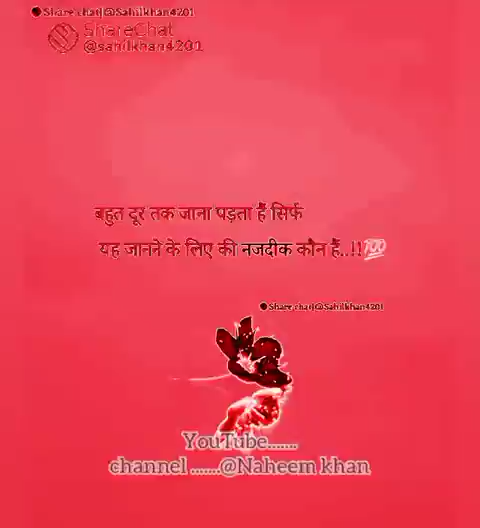 Share chat|@Sahilkhan4201
ShareChat
@sahilkhan4201
बहुत दूर तक जाना पड़ता हैं सिर्फ
यह जानने के लिए की नजदीक कौन हैं..!!💯
Share chat|@Sahilkhan4201
YouTube.......
channel .......@Naheem khan